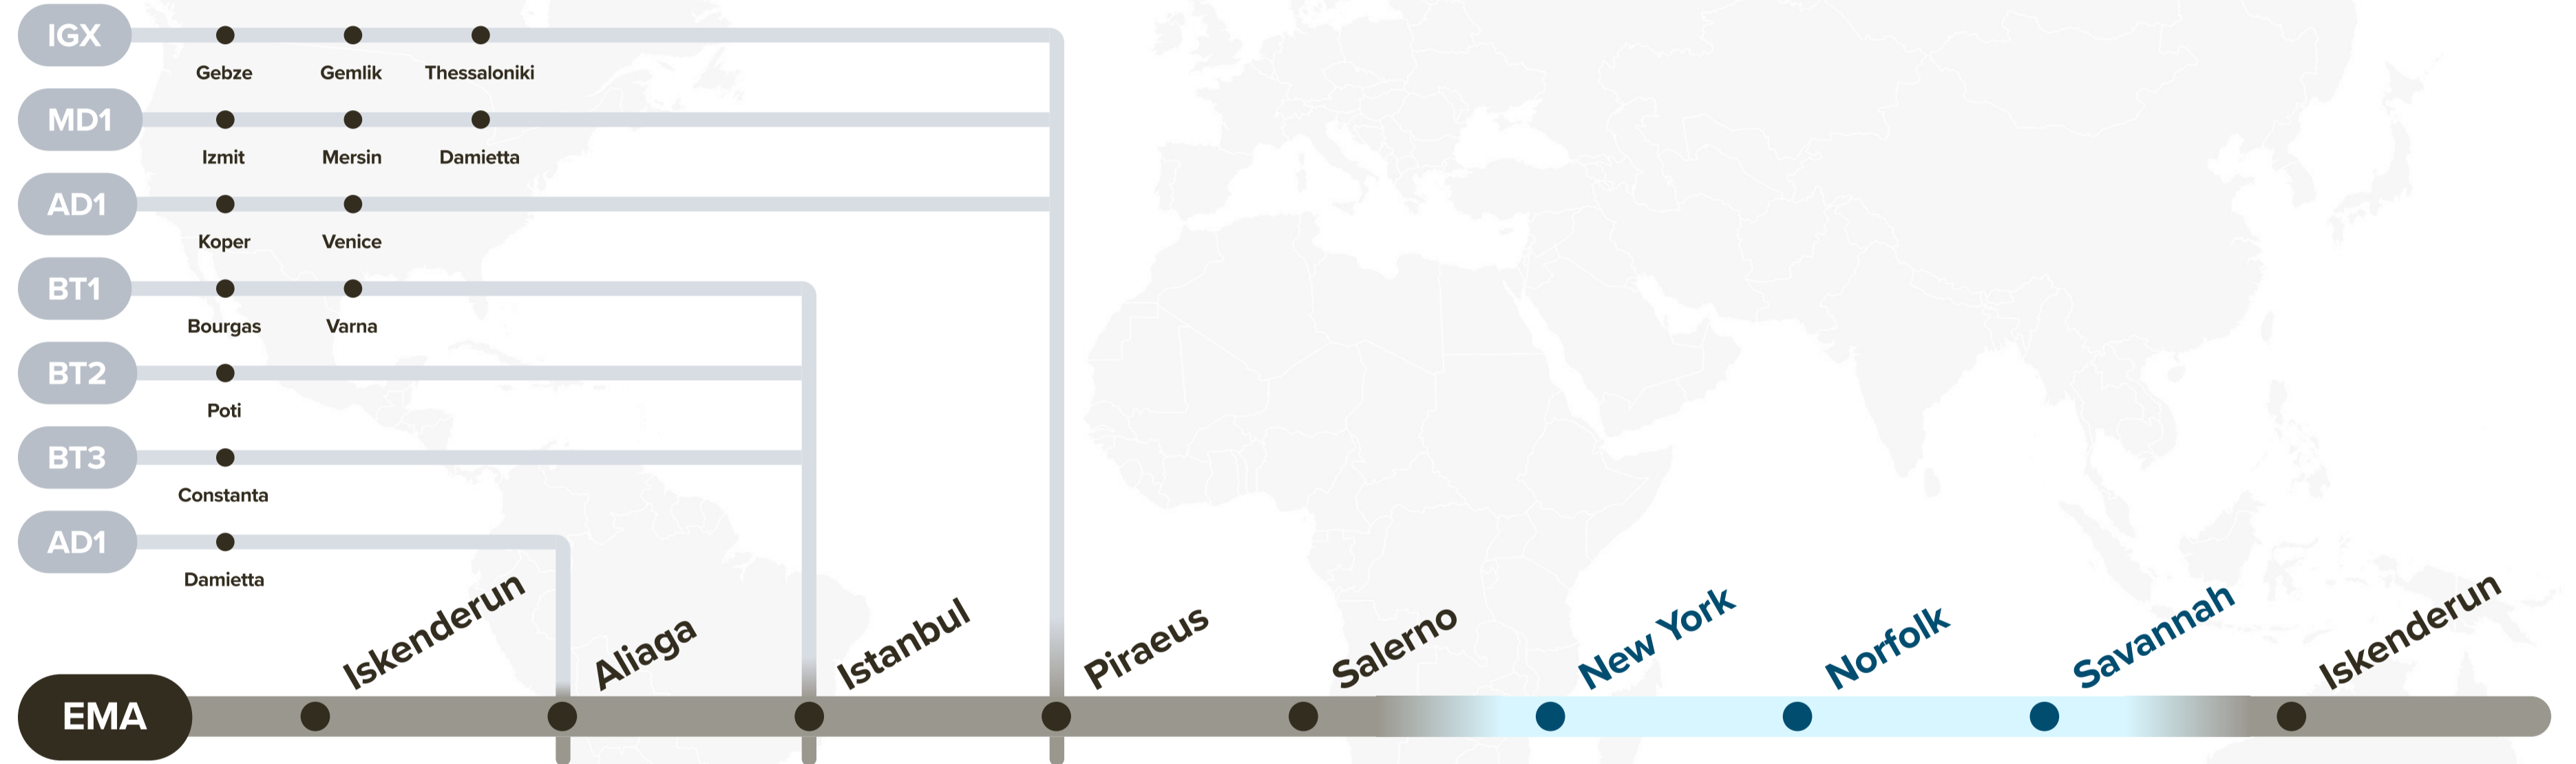 IGX
Gebze Gemlik Thessaloniki
MD1
Izmit Mersin Damietta
AD1
Koper Venice
BT1
Bourgas Varna
BT2
Poti
BT3
Constanta
AD1
Damietta
EMA
Iskenderun
Aliaga
Istanbul
Piraeus
Salerno
New York
Norfolk
Savannah
Iskenderun